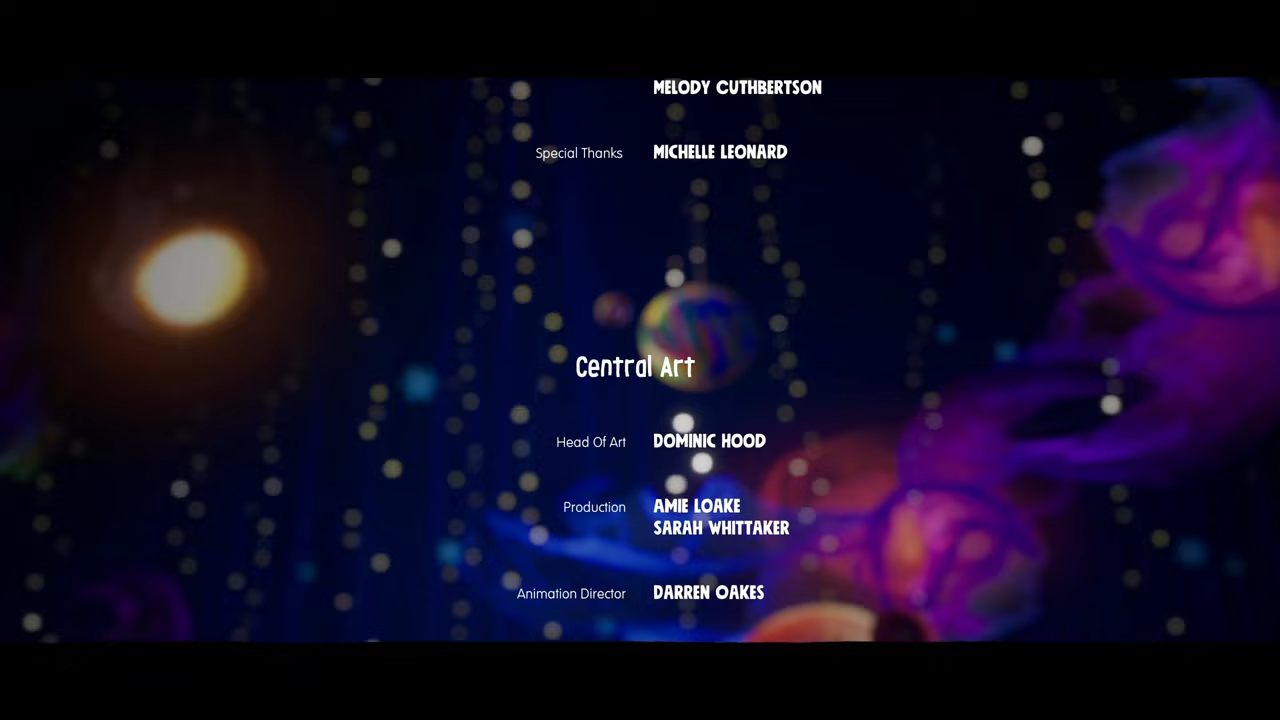 MELODY CUTHBERTSON
Special Thanks MICHELLE LEONARD
Central Art
Head Of Art DOMINIC HOOD
Production AMIE LOAKE
SARAH WHITTAKER
Animation Director DARREN OAKES